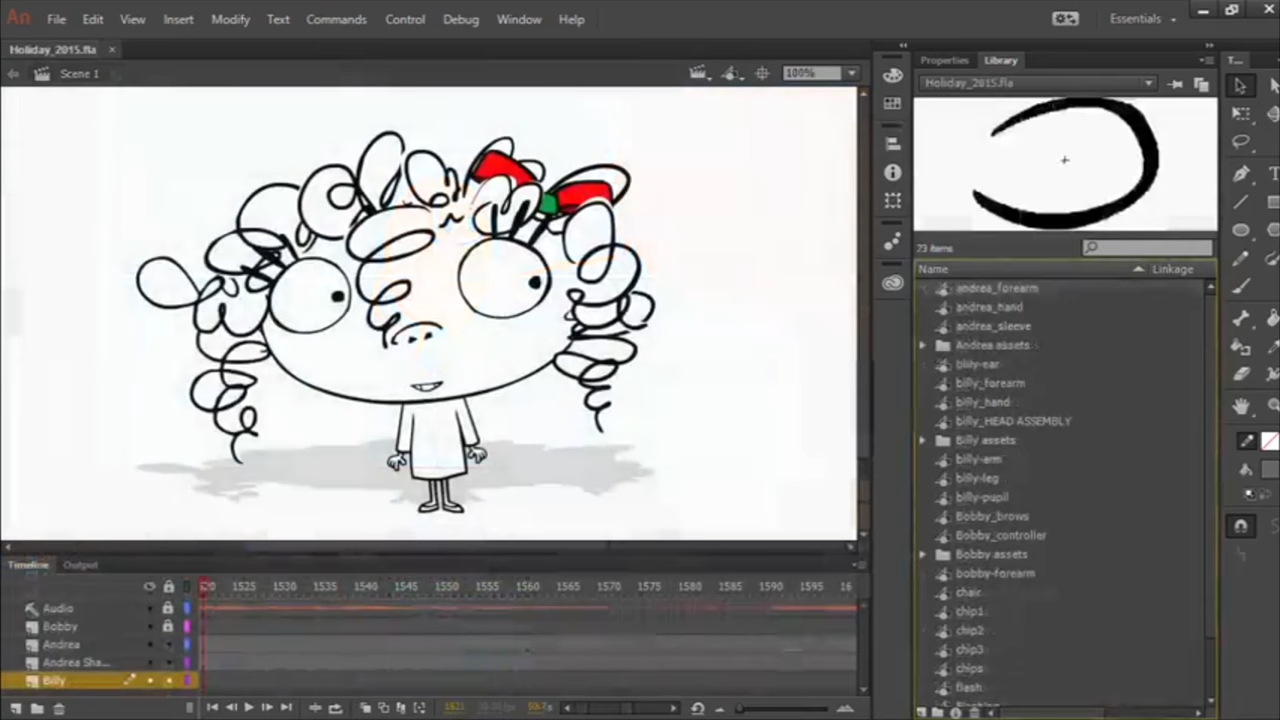 An File Edit View Insert Modify Text Commands Control Debug Window Help Essentials
Holiday_2015.fla ×
Scene 1 100%
Properties Library T...
Holiday_2015.fla
23 items
Name Linkage
andrea_forearm
andrea_hand
andrea_sleeve
Andrea assets
billy-ear
billy_forearm
billy_hand
billy_HEAD ASSEMBLY
Billy assets
billy-arm
billy-leg
billy-pupil
Bobby_brows
Bobby_controller
Bobby assets
bobby-forearm
chair
chip1
chip2
chip3
chips
flash
Timeline Output
1525 1530 1535 1540 1545 1550 1555 1560 1565 1570 1575 1580 1585 1590 1595 16
Audio
Bobby
Andrea
Andrea Sha...
Billy